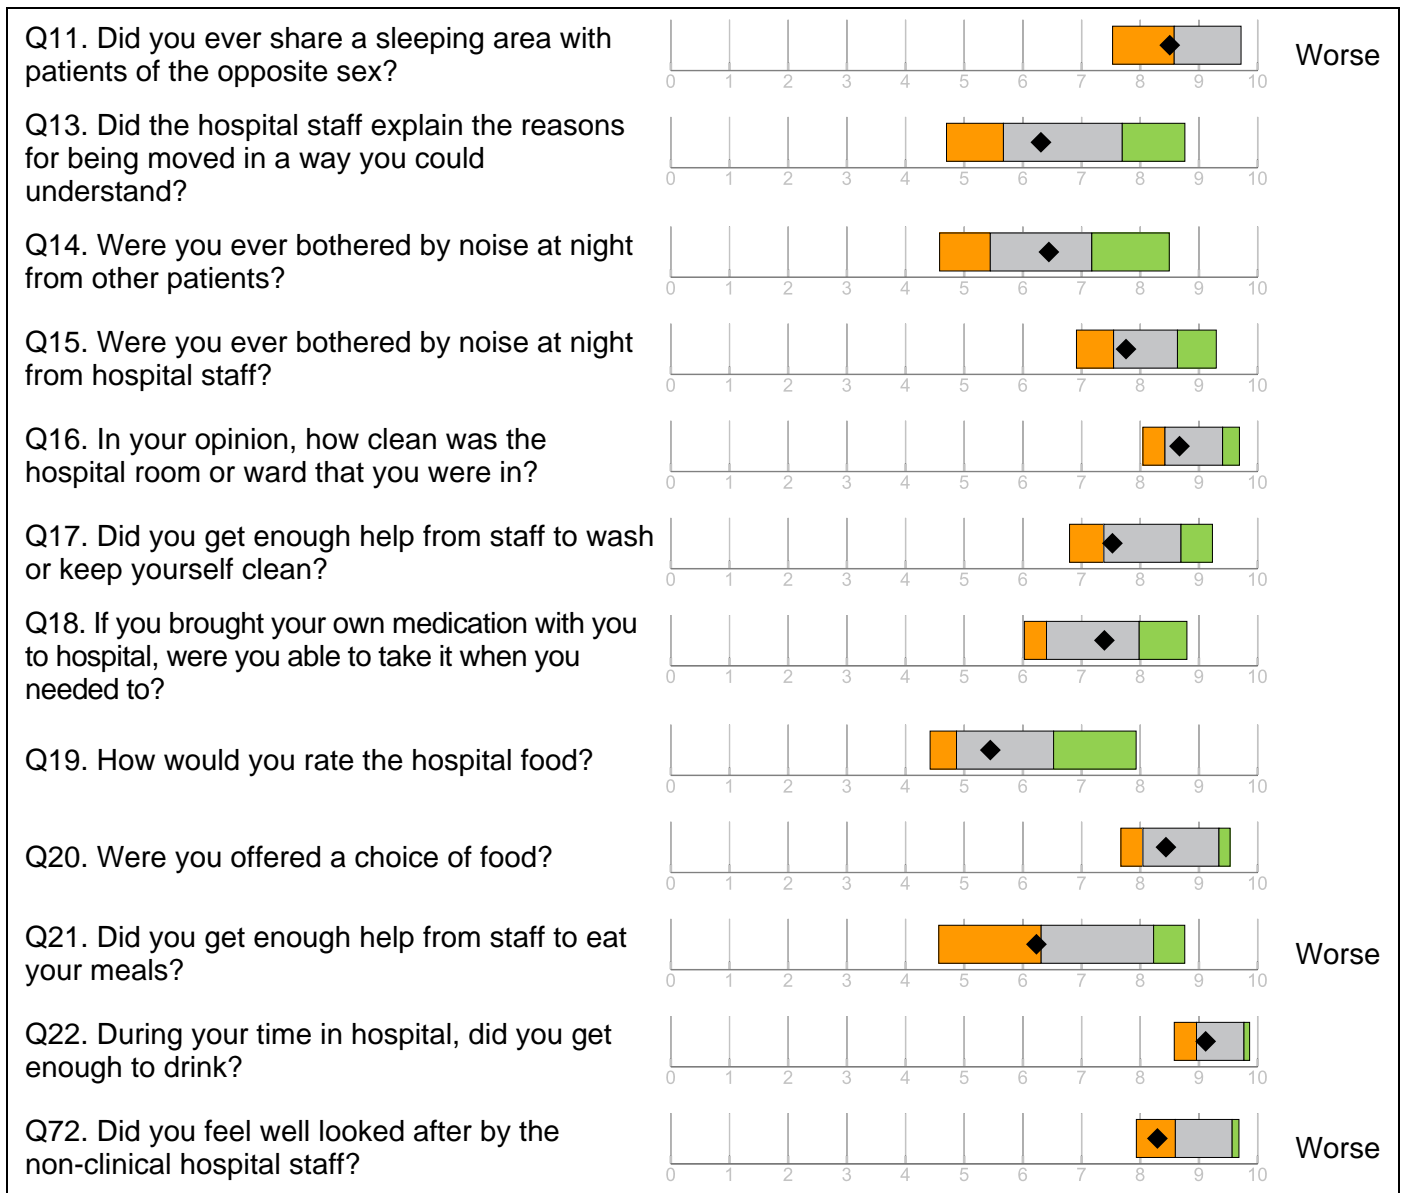 Q11. Did you ever share a sleeping area with
patients of the opposite sex?
Worse
0 1 2 3 4 5 6 7 8 9 10
Q13. Did the hospital staff explain the reasons
for being moved in a way you could
understand?
0 1 2 3 4 5 6 7 8 9 10
Q14. Were you ever bothered by noise at night
from other patients?
0 1 2 3 4 5 6 7 8 9 10
Q15. Were you ever bothered by noise at night
from hospital staff?
0 1 2 3 4 5 6 7 8 9 10
Q16. In your opinion, how clean was the
hospital room or ward that you were in?
0 1 2 3 4 5 6 7 8 9 10
Q17. Did you get enough help from staff to wash
or keep yourself clean?
0 1 2 3 4 5 6 7 8 9 10
Q18. If you brought your own medication with you
to hospital, were you able to take it when you
needed to?
0 1 2 3 4 5 6 7 8 9 10
Q19. How would you rate the hospital food?
0 1 2 3 4 5 6 7 8 9 10
Q20. Were you offered a choice of food?
0 1 2 3 4 5 6 7 8 9 10
Q21. Did you get enough help from staff to eat
your meals?
Worse
0 1 2 3 4 5 6 7 8 9 10
Q22. During your time in hospital, did you get
enough to drink?
0 1 2 3 4 5 6 7 8 9 10
Q72. Did you feel well looked after by the
non-clinical hospital staff?
Worse
0 1 2 3 4 5 6 7 8 9 10